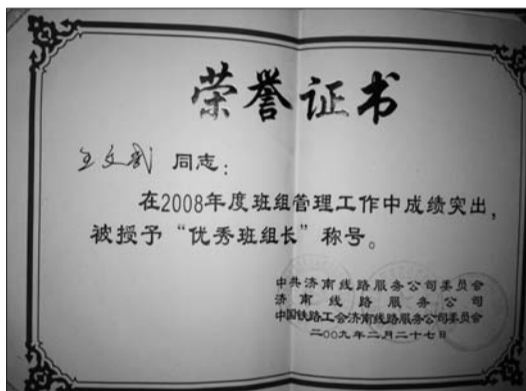 荣誉证书
王文武 同志：
在2008年度班组管理工作中成绩突出，
被授予“优秀班组长”称号。
中共济南线路服务公司委员会
济南线路服务公司
中国铁路工会济南线路服务公司委员会
二〇〇九年二月二十七日